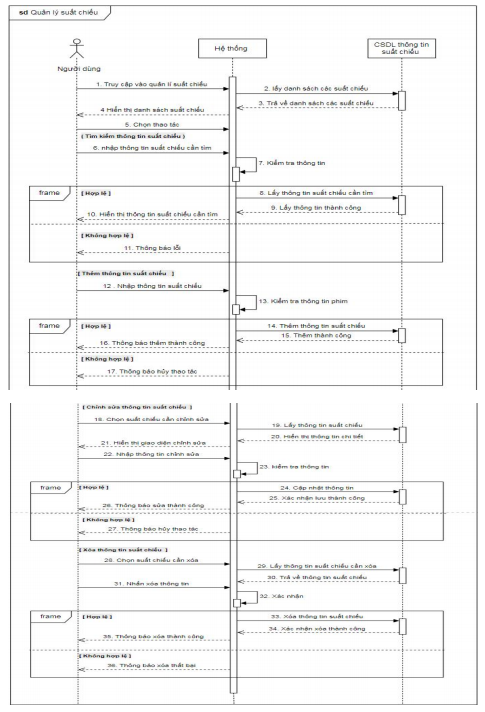 sd Quản lý suất chiếu
Người dùng
Hệ thống
CSDL thông tin
suất chiếu
1. Truy cập vào quản lí suất chiếu
2. lấy danh sách các suất chiếu
3. Trả về danh sách các suất chiếu
4 Hiển thị danh sách suất chiếu
5. Chọn thao tác
( Tìm kiếm thông tin suất chiếu )
6. nhập thông tin suất chiếu cần tìm
7. Kiểm tra thông tin
frame
[ Hợp lệ ]
8. Lấy thông tin suất chiếu cần tìm
9. Lấy thông tin thành công
10. Hiển thị thông tin suất chiếu cần tìm
[ Không hợp lệ ]
11. Thông báo lỗi
[ Thêm thông tin suất chiếu ]
12 . Nhập thông tin suất chiếu
13. Kiểm tra thông tin phim
frame
[ Hợp lệ ]
14. Thêm thông tin suất chiếu
15. Thêm thành công
16. Thông báo thêm thành công
[ Không hợp lệ ]
17. Thông báo hủy thao tác
[ Chỉnh sửa thông tin suất chiếu ]
18. Chọn suất chiếu cần chỉnh sửa
19. Lấy thông tin suất chiếu
20. Hiển thị thông tin chi tiết
21. Hiển thị giao diện chỉnh sửa
22. Nhập thông tin chỉnh sửa
23. kiểm tra thông tin
frame
[ Hợp lệ ]
24. Cập nhật thông tin
25. Xác nhận lưu thành công
26. Thông báo sửa thành công
[ Không hợp lệ ]
27. Thông báo hủy thao tác
[ Xóa thông tin suất chiếu ]
28. Chọn suất chiếu cần xóa
29. Lấy thông tin suất chiếu cần xóa
30. Trả về thông tin suất chiếu
31. Nhấn xóa thông tin
32. Xác nhận
frame
[ Hợp lệ ]
33. Xóa thông tin suất chiếu
34. Xác nhận xóa thành công
35. Thông báo xóa thành công
[ Không hợp lệ ]
36. Thông báo xóa thất bại